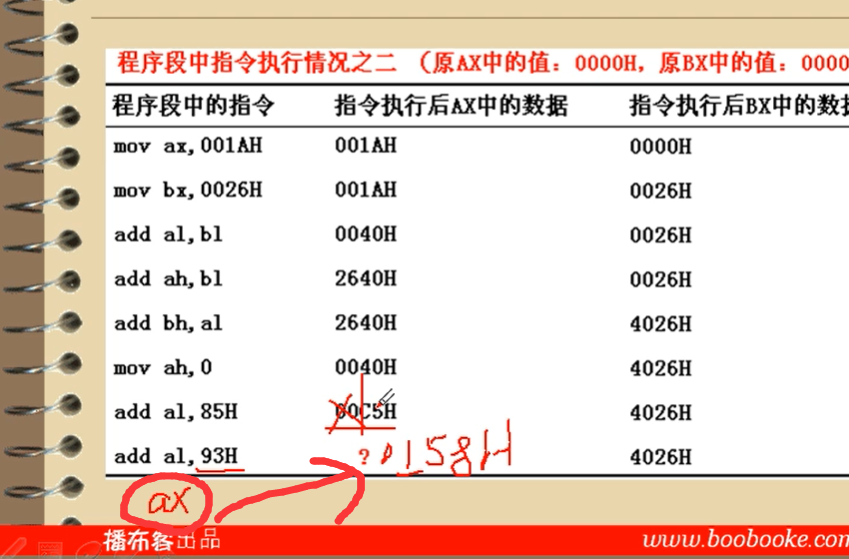 程序段中指令执行情况之二 （原AX中的值：0000H，原BX中的值：0000
程序段中的指令 指令执行后AX中的数据 指令执行后BX中的数据
mov ax,001AH 001AH 0000H
mov bx,0026H 001AH 0026H
add al,bl 0040H 0026H
add ah,bl 2640H 0026H
add bh,al 2640H 4026H
mov ah,0 0040H 4026H
add al,85H 00C5H 4026H
add al,93H ? 0158H 4026H
ax
播布客出品 www.boobooke.com